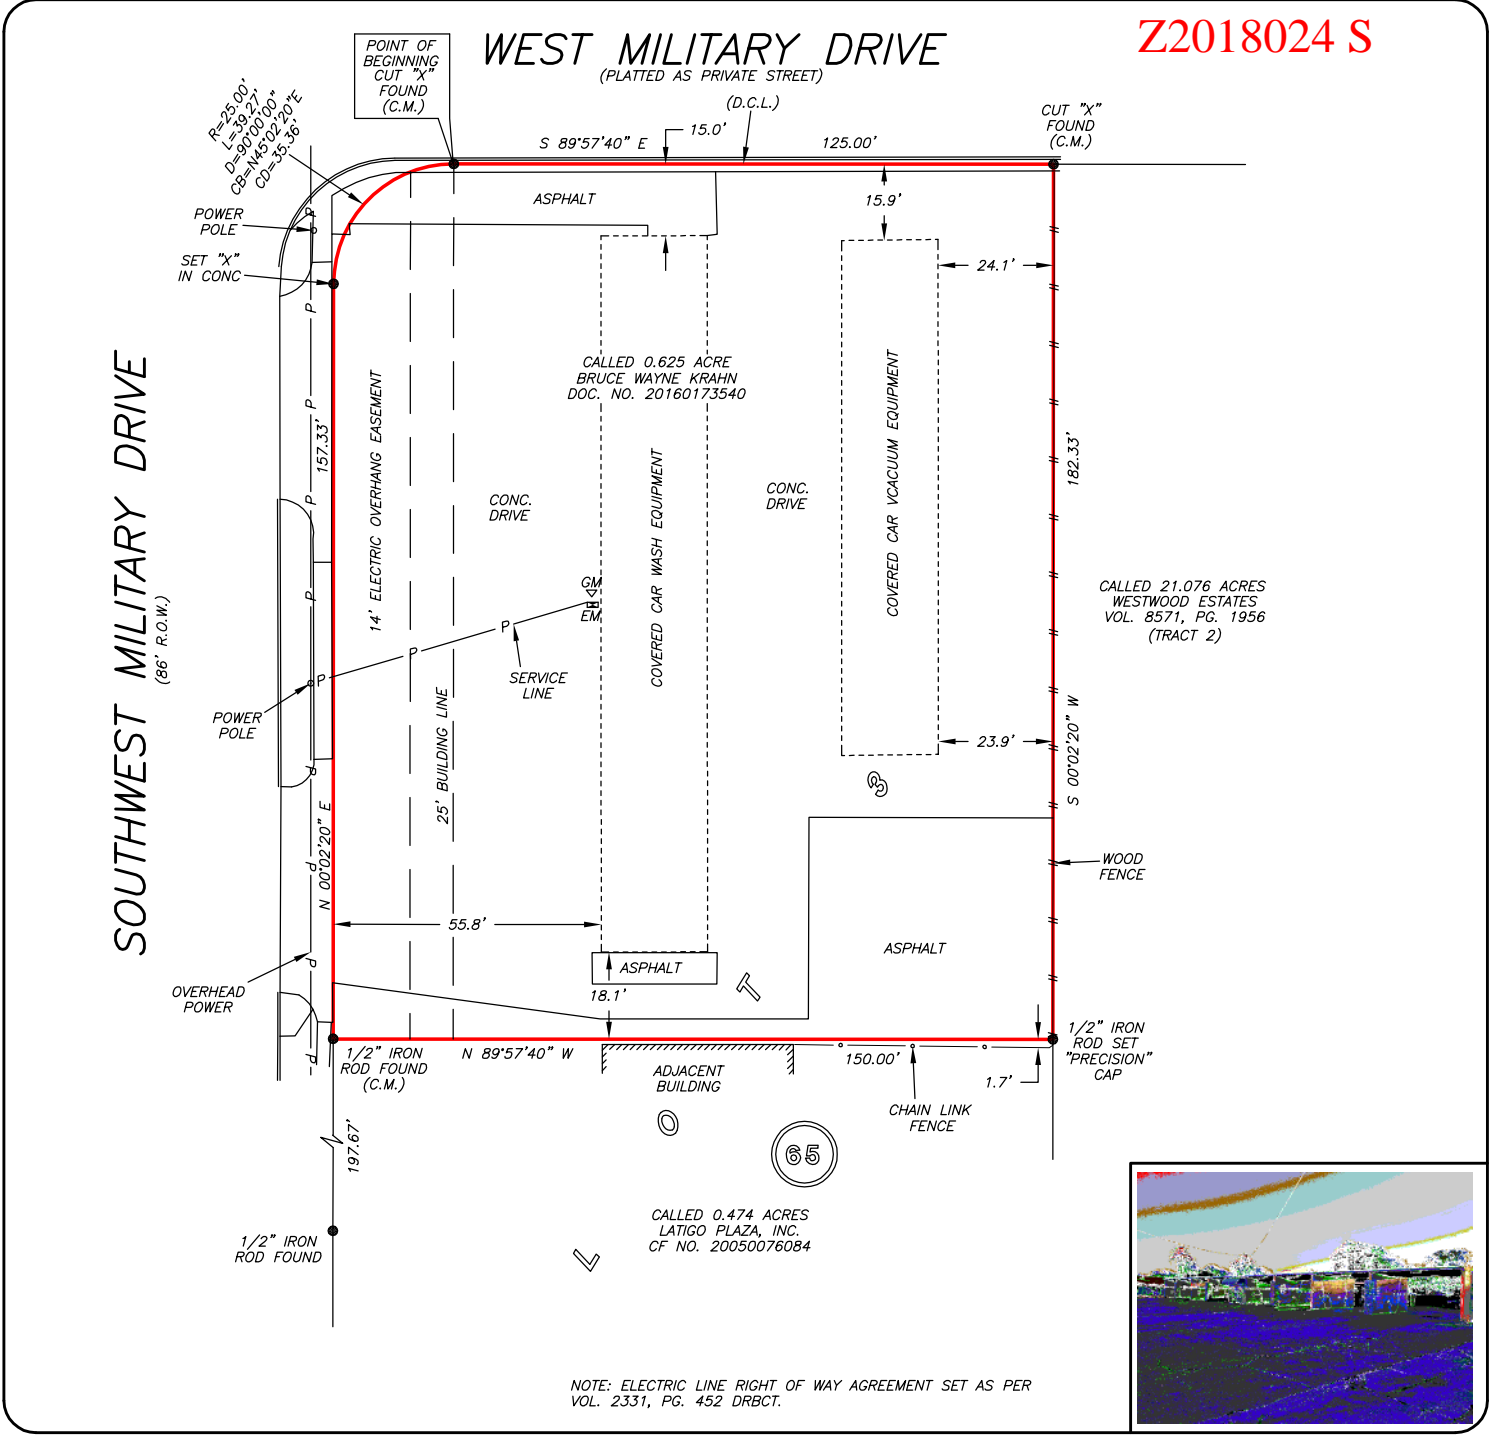 Z2018024 S
WEST MILITARY DRIVE
(PLATTED AS PRIVATE STREET)
POINT OF
BEGINNING
CUT "X"
FOUND
(C.M.)
R=25.00'
L=39.27'
D=90°00'00"
CB=N45°02'20"E
CD=35.36'
(D.C.L.)
CUT "X"
FOUND
(C.M.)
S 89°57'40" E
15.0'
125.00'
ASPHALT
15.9'
POWER
POLE
SET "X"
IN CONC
24.1'
P
P
P
P
P
P
P
P
P
SOUTHWEST MILITARY DRIVE
(86' R.O.W.)
157.33'
N 00°02'20" E
14' ELECTRIC OVERHANG EASEMENT
25' BUILDING LINE
CALLED 0.625 ACRE
BRUCE WAYNE KRAHN
DOC. NO. 20160173540
CONC.
DRIVE
COVERED CAR WASH EQUIPMENT
CONC.
DRIVE
COVERED CAR VCACUUM EQUIPMENT
182.33'
S 00°02'20" W
GM
EM
P
P
P
SERVICE
LINE
POWER
POLE
CALLED 21.076 ACRES
WESTWOOD ESTATES
VOL. 8571, PG. 1956
(TRACT 2)
23.9'
3
WOOD
FENCE
55.8'
ASPHALT
ASPHALT
18.1'
T
OVERHEAD
POWER
1/2" IRON
ROD FOUND
(C.M.)
N 89°57'40" W
150.00'
1/2" IRON
ROD SET
"PRECISION"
CAP
1.7'
ADJACENT
BUILDING
CHAIN LINK
FENCE
O
65
197.67'
1/2" IRON
ROD FOUND
CALLED 0.474 ACRES
LATIGO PLAZA, INC.
CF NO. 20050076084
L
NOTE: ELECTRIC LINE RIGHT OF WAY AGREEMENT SET AS PER
VOL. 2331, PG. 452 DRBCT.